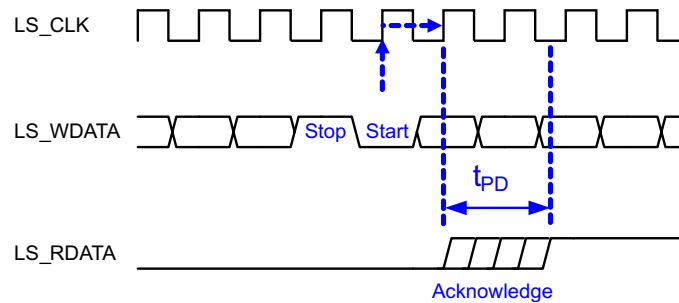 LS_CLK
LS_WDATA
Stop
Start
tPD
LS_RDATA
Acknowledge